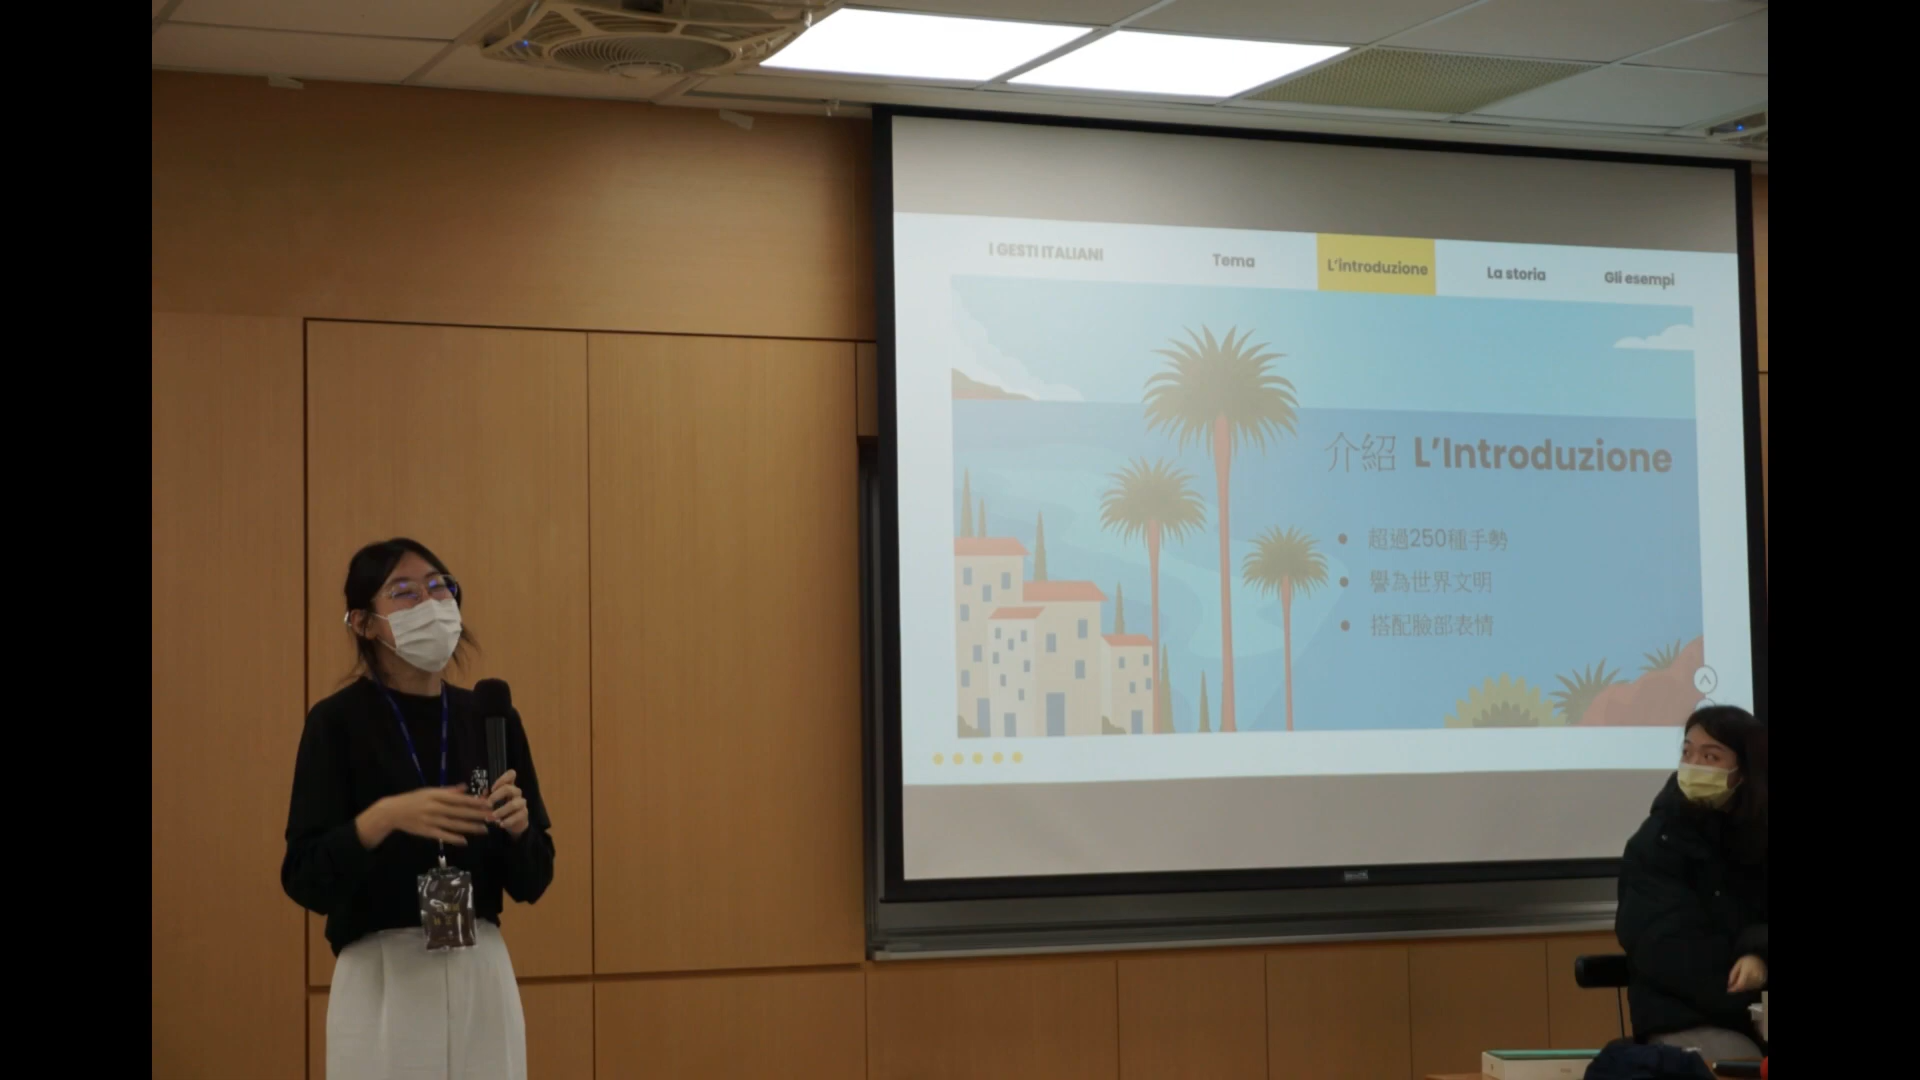 I GESTI ITALIANI
Tema
L'introduzione
La storia
Gli esempi
介紹 L'Introduzione
超過250種手勢
譽為世界文明
搭配臉部表情